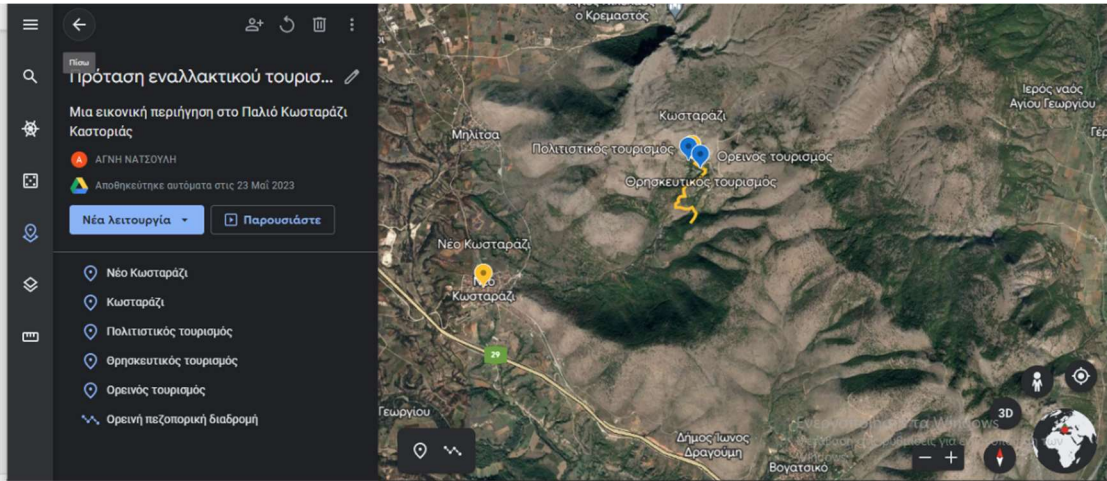 Πίσω
Πρόταση εναλλακτικού τουρισ...
Μια εικονική περιήγηση στο Παλιό Κωσταράζι
Καστοριάς
Α ΑΓΝΗ ΝΑΤΣΟΥΛΗ
Αποθηκεύτηκε αυτόματα στις 23 Μαΐ 2023
Νέα λειτουργία
Παρουσιάστε
Νέο Κωσταράζι
Κωσταράζι
Πολιτιστικός τουρισμός
Θρησκευτικός τουρισμός
Ορεινός τουρισμός
Ορεινή πεζοπορική διαδρομή
ο Κρεμαστός
Ιερός ναός
Αγίου Γεωργίου
Κωσταράζι
Μηλίτσα
Πολιτιστικός τουρισμός
Ορεινός τουρισμός
Θρησκευτικός τουρισμός
Νέο Κωσταράζι
Νέο
Κωσταράζι
29
Γεωργίου
Δήμος Ίωνος
Δραγούμη
Βογατσικό
3D